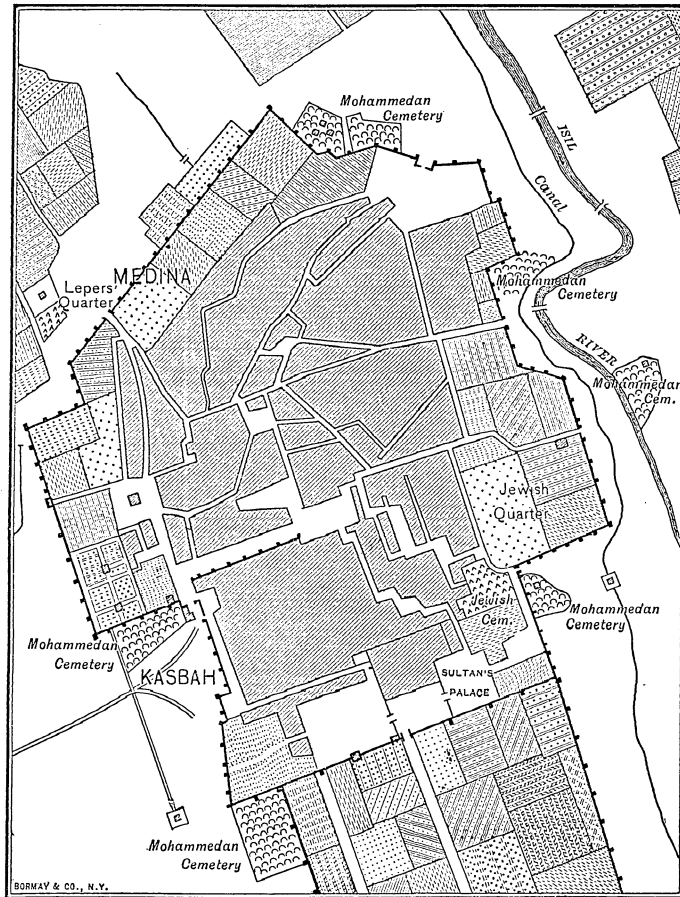 Mohammedan
Cemetery
ISIL
Canal
MEDINA
Lepers
Quarter
Mohammedan
Cemetery
RIVER
Mohammedan
Cem.
Jewish
Quarter
Jewish
Cem.
Mohammedan
Cemetery
Mohammedan
Cemetery
KASBAH
SULTAN'S
PALACE
Mohammedan
Cemetery
BORMAY & CO., N.Y.